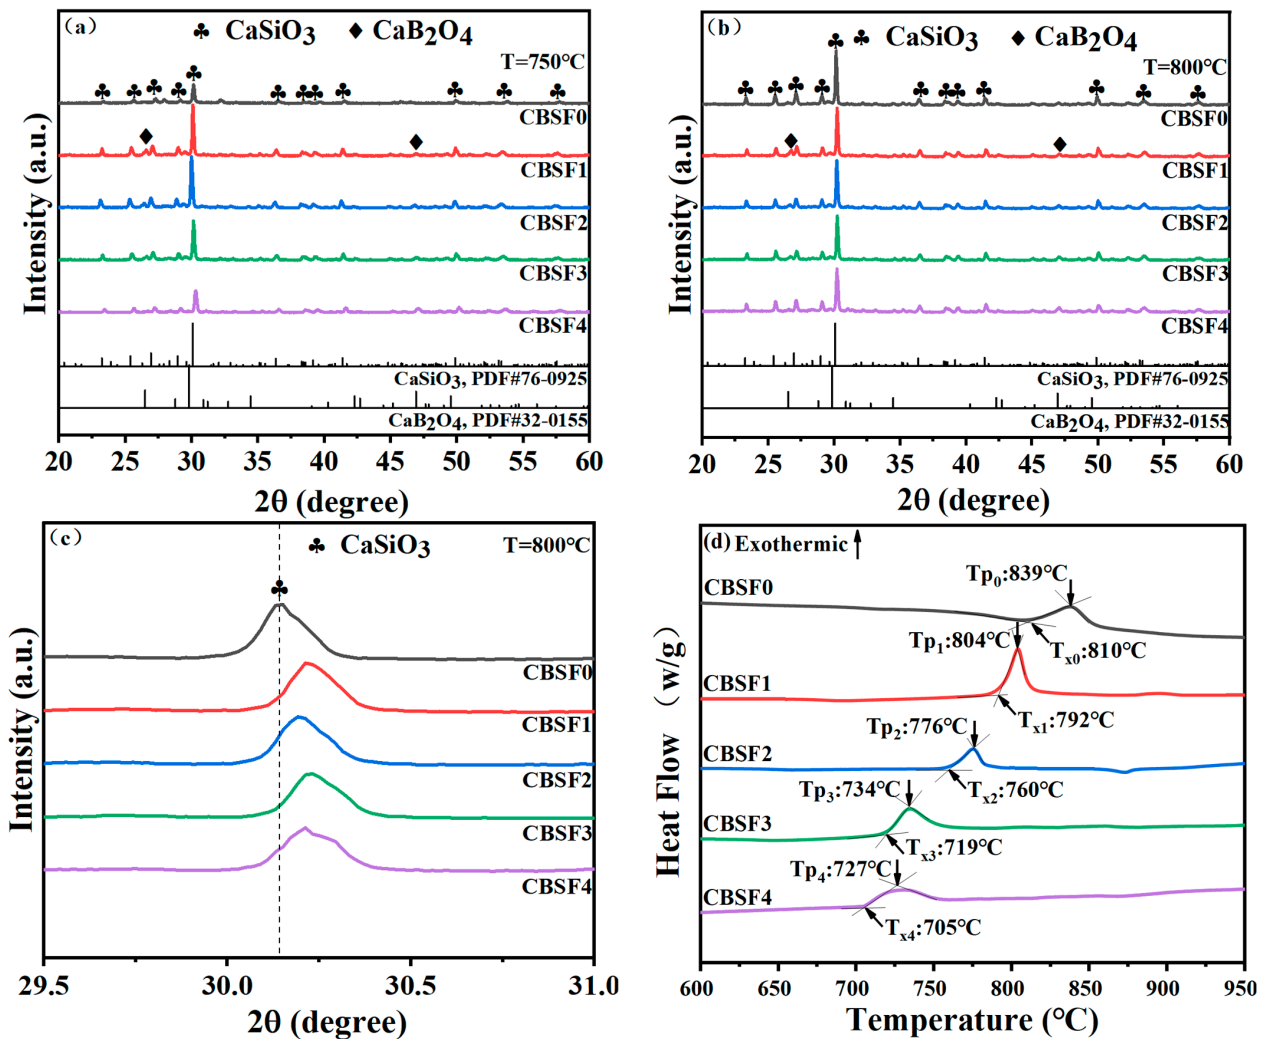 (a) ♣ CaSiO3 ♦ CaB2O4
T=750℃
CBSF0
CBSF1
CBSF2
CBSF3
CBSF4
CaSiO3, PDF#76-0925
CaB2O4, PDF#32-0155
20 25 30 35 40 45 50 55 60
2θ (degree)
Intensity (a.u.)
(b) ♣ CaSiO3 ♦ CaB2O4
T=800℃
CBSF0
CBSF1
CBSF2
CBSF3
CBSF4
CaSiO3, PDF#76-0925
CaB2O4, PDF#32-0155
20 25 30 35 40 45 50 55 60
2θ (degree)
Intensity (a.u.)
(c) ♣ CaSiO3 T=800℃
CBSF0
CBSF1
CBSF2
CBSF3
CBSF4
29.5 30.0 30.5 31.0
2θ (degree)
Intensity (a.u.)
(d) Exothermic
CBSF0
Tp0:839℃
Tx0:810℃
CBSF1
Tp1:804℃
Tx1:792℃
CBSF2
Tp2:776℃
Tx2:760℃
CBSF3
Tp3:734℃
Tx3:719℃
CBSF4
Tp4:727℃
Tx4:705℃
600 650 700 750 800 850 900 950
Temperature (℃)
Heat Flow (w/g)